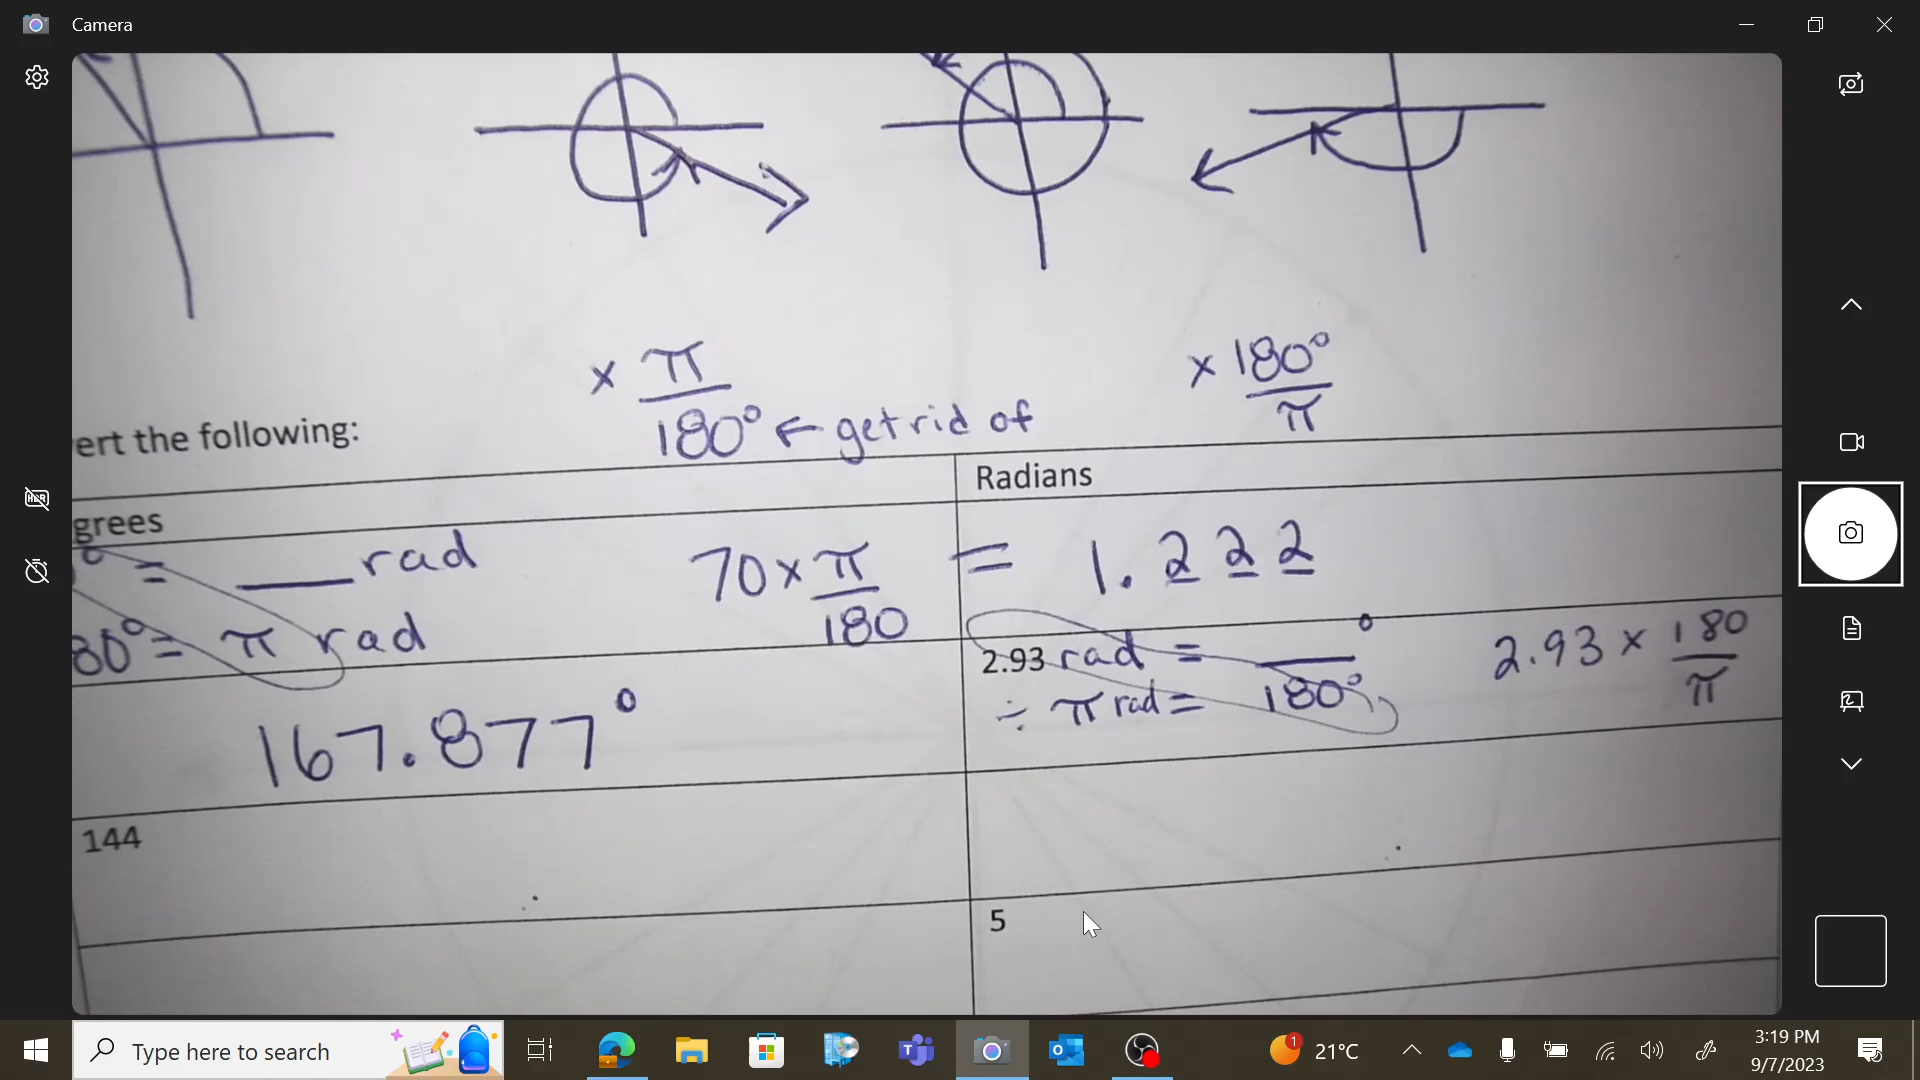 Camera
× π
180° ← get rid of
× 180°
π
ert the following:
grees
Radians
° = ___ rad
80° = π rad
70 × π
180
= 1.222
167.877°
2.93 rad = ___°
÷ π rad = 180°
2.93 × 180
π
144
5
Type here to search
1
21°C
3:19 PM
9/7/2023